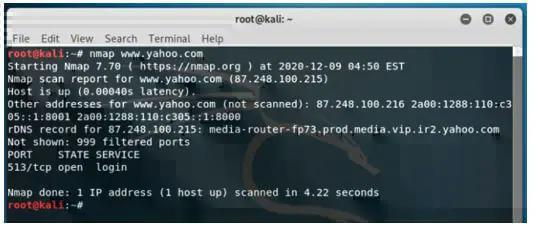 root@kali: ~
File Edit View Search Terminal Help
root@kali:~# nmap www.yahoo.com
Starting Nmap 7.70 ( https://nmap.org ) at 2020-12-09 04:50 EST
Nmap scan report for www.yahoo.com (87.248.100.215)
Host is up (0.00040s latency).
Other addresses for www.yahoo.com (not scanned): 87.248.100.216 2a00:1288:110:c3
05::1:8001 2a00:1288:110:c305::1:8000
rDNS record for 87.248.100.215: media-router-fp73.prod.media.vip.ir2.yahoo.com
Not shown: 999 filtered ports
PORT STATE SERVICE
513/tcp open login
Nmap done: 1 IP address (1 host up) scanned in 4.22 seconds
root@kali:~#